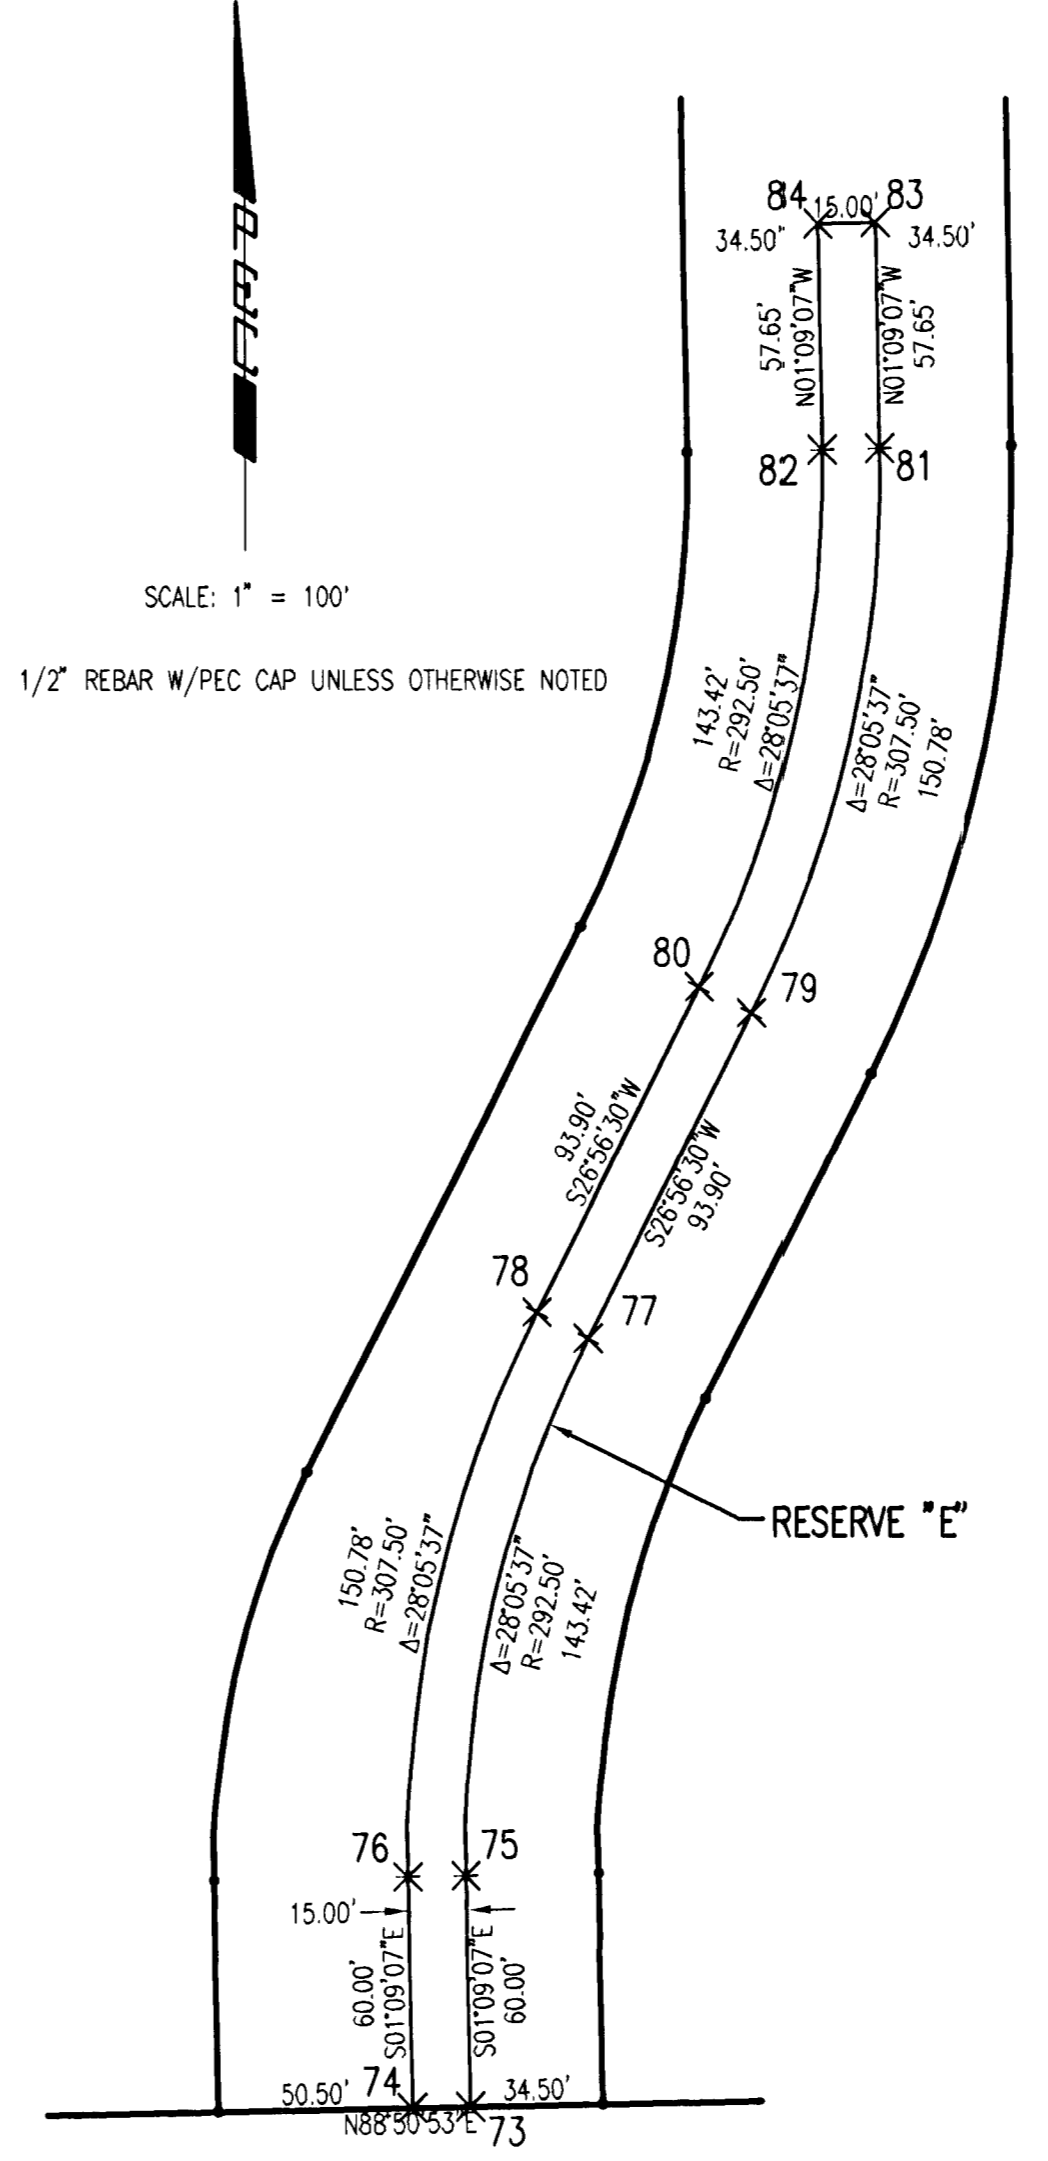 PEC
SCALE: 1" = 100'
1/2" REBAR W/PEC CAP UNLESS OTHERWISE NOTED
84
15.00'
83
34.50"
34.50'
57.65'
N01°09'07"W
N01°09'07"W
57.65'
82
81
143.42'
R=292.50'
Δ=28°05'37"
Δ=28°05'37"
R=307.50'
150.78'
80
79
93.90'
S26°56'30"W
S26°56'30"W
93.90'
78
77
RESERVE "E"
150.78'
R=307.50'
Δ=28°05'37"
Δ=28°05'37"
R=292.50'
143.42'
76
75
15.00'
60.00'
S01°09'07"E
S01°09'07"E
60.00'
50.50'
74
34.50'
N88°50'53"E
73